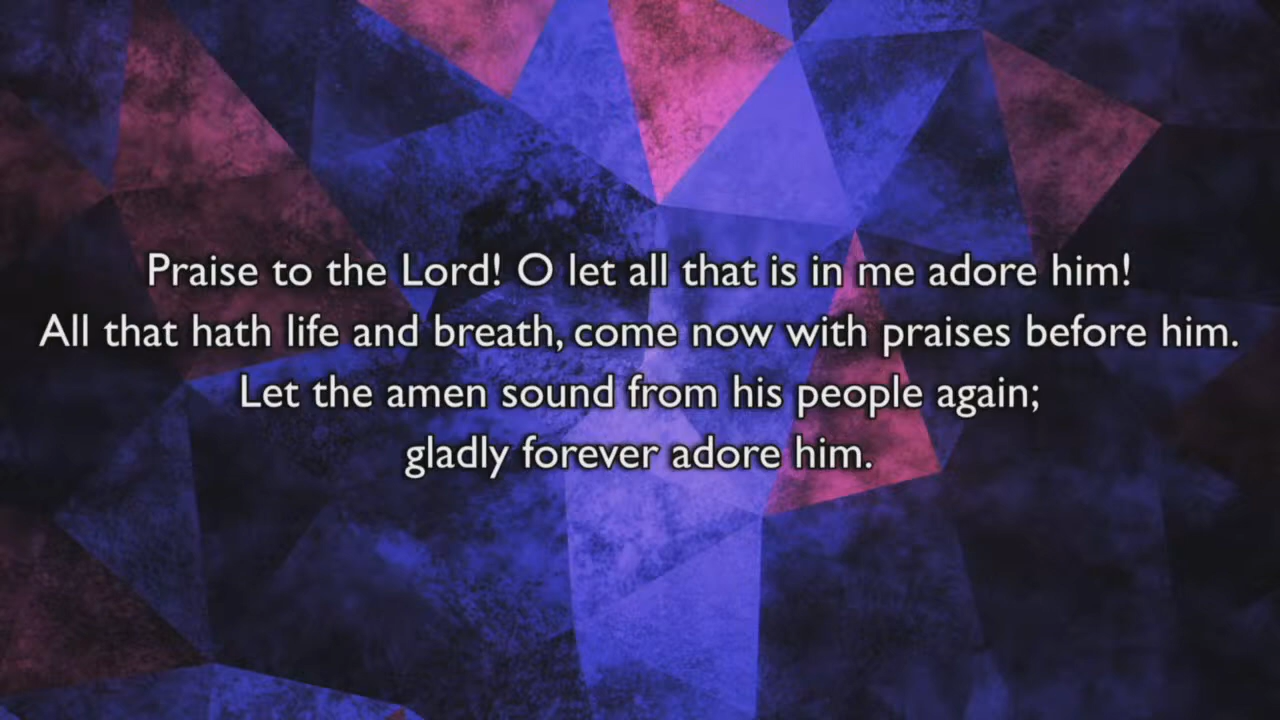 Praise to the Lord! O let all that is in me adore him!
All that hath life and breath, come now with praises before him.
Let the amen sound from his people again;
gladly forever adore him.